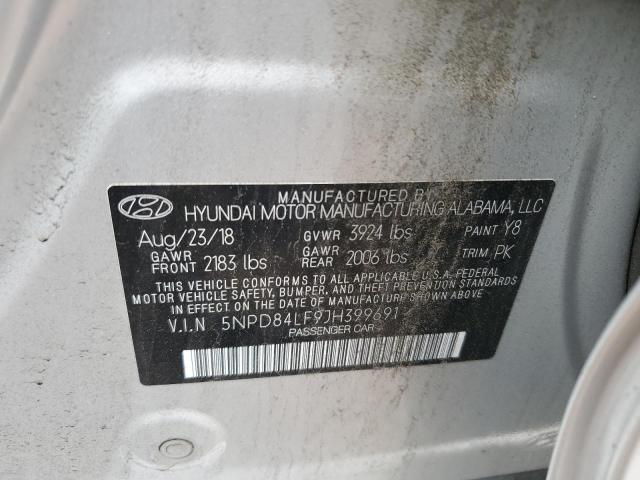 MANUFACTURED BY
HYUNDAI MOTOR MANUFACTURING ALABAMA, LLC
Aug/23/18 GVWR 3924 lbs PAINT Y8
GAWR FRONT 2183 lbs GAWR REAR 2006 lbs TRIM PK
THIS VEHICLE CONFORMS TO ALL APPLICABLE U.S.A. FEDERAL
MOTOR VEHICLE SAFETY, BUMPER, AND THEFT PREVENTION STANDARDS
IN EFFECT ON THE DATE OF MANUFACTURE SHOWN ABOVE.
V.I.N 5NPD84LF9JH399691
PASSENGER CAR